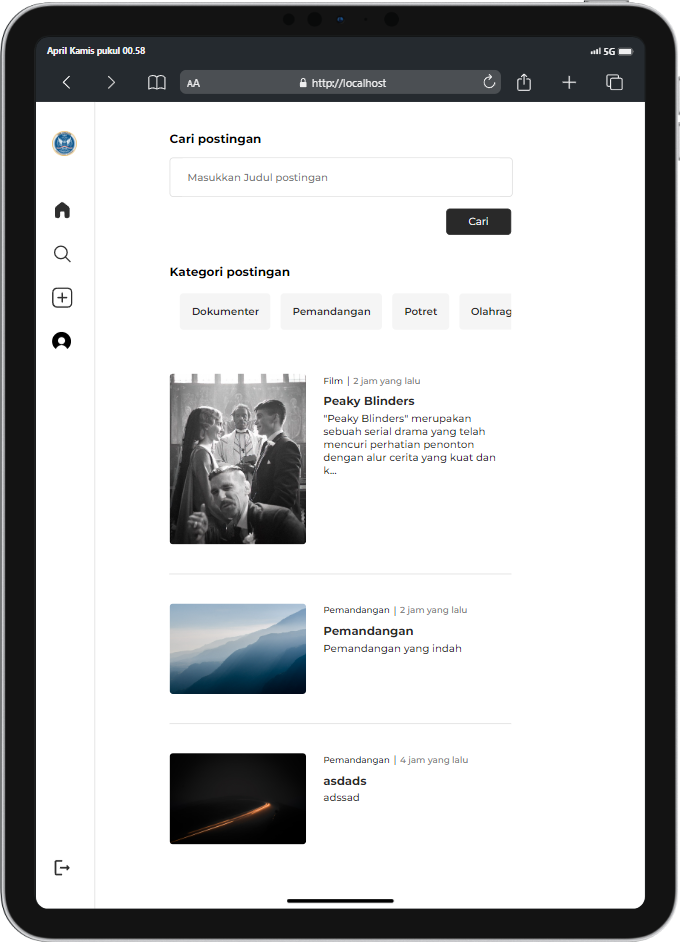 April Kamis pukul 00.58
5G
AA
http://localhost
Cari postingan
Masukkan Judul postingan
Cari
Kategori postingan
Dokumenter
Pemandangan
Potret
Olahrag
Film | 2 jam yang lalu
Peaky Blinders
"Peaky Blinders" merupakan
sebuah serial drama yang telah
mencuri perhatian penonton
dengan alur cerita yang kuat dan
k...
Pemandangan | 2 jam yang lalu
Pemandangan
Pemandangan yang indah
Pemandangan | 4 jam yang lalu
asdads
adssad